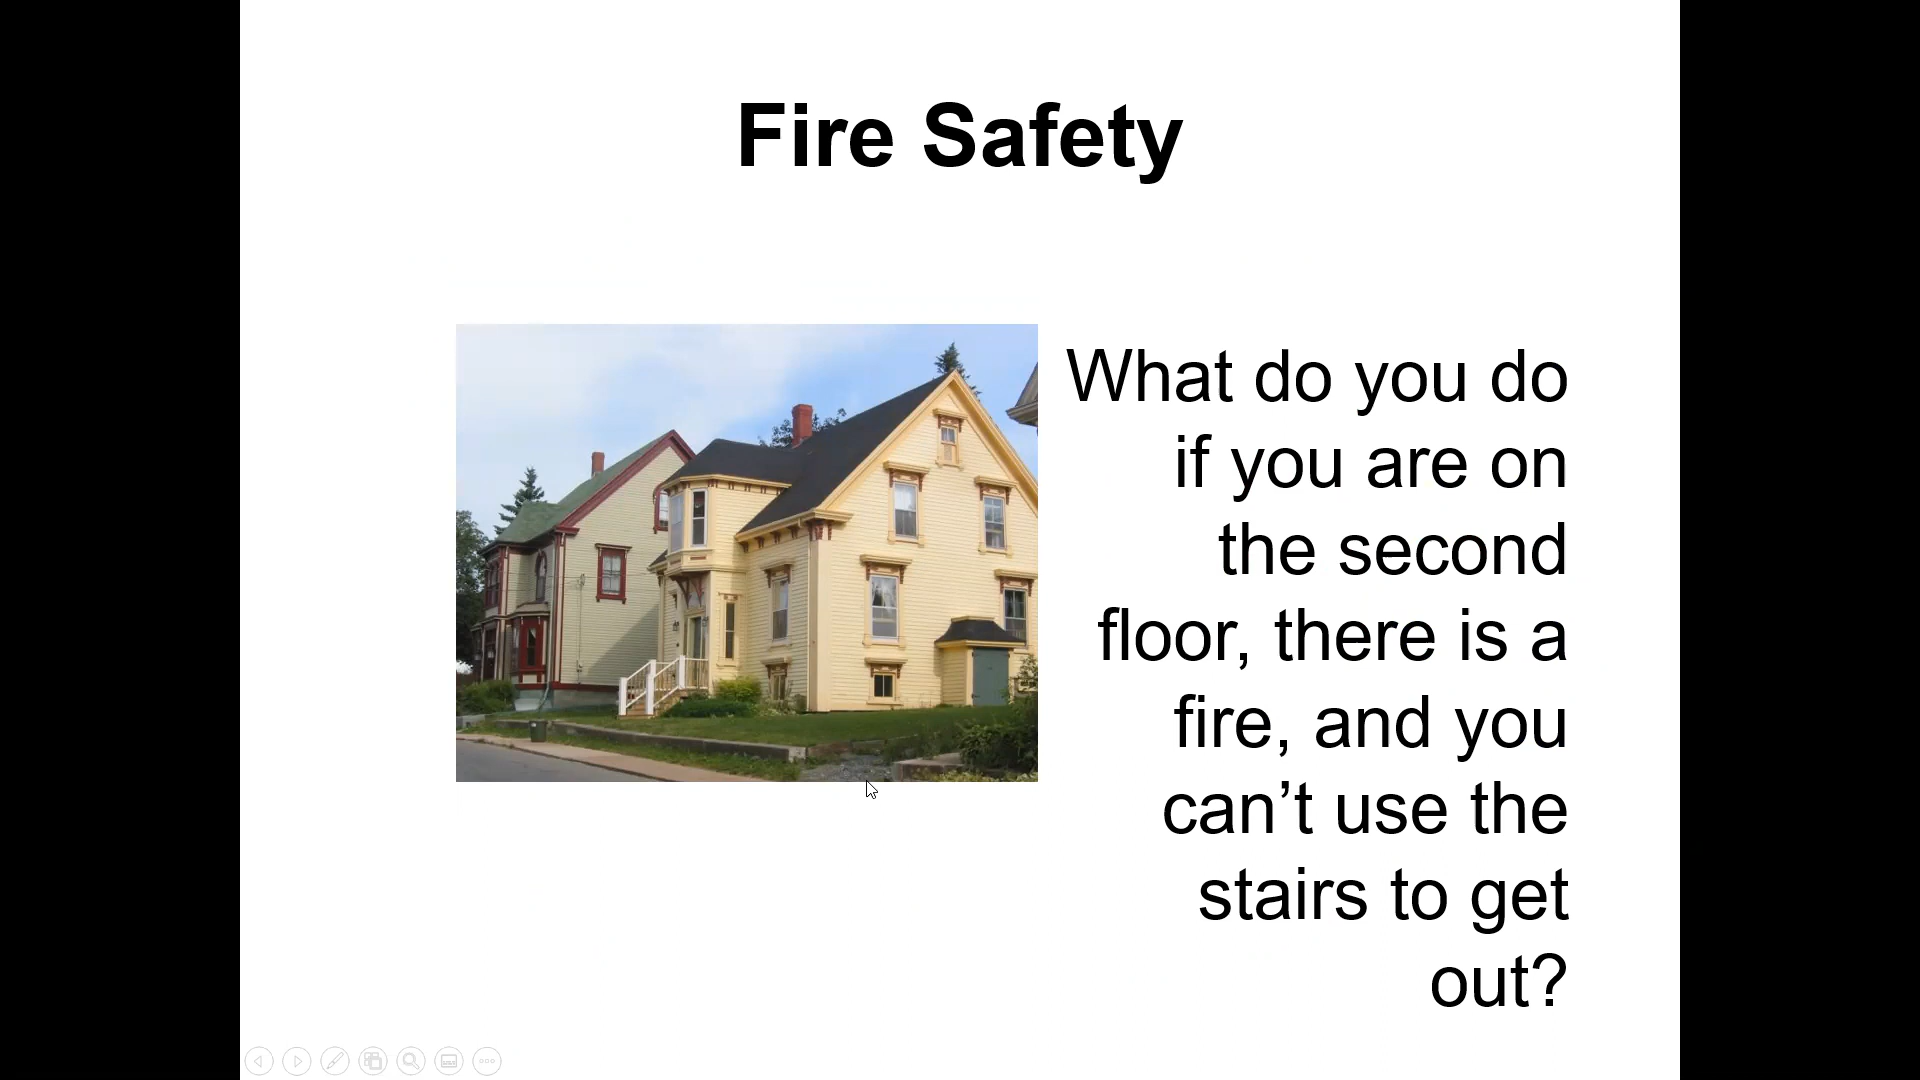 Fire Safety
What do you do
if you are on
the second
floor, there is a
fire, and you
can’t use the
stairs to get
out?